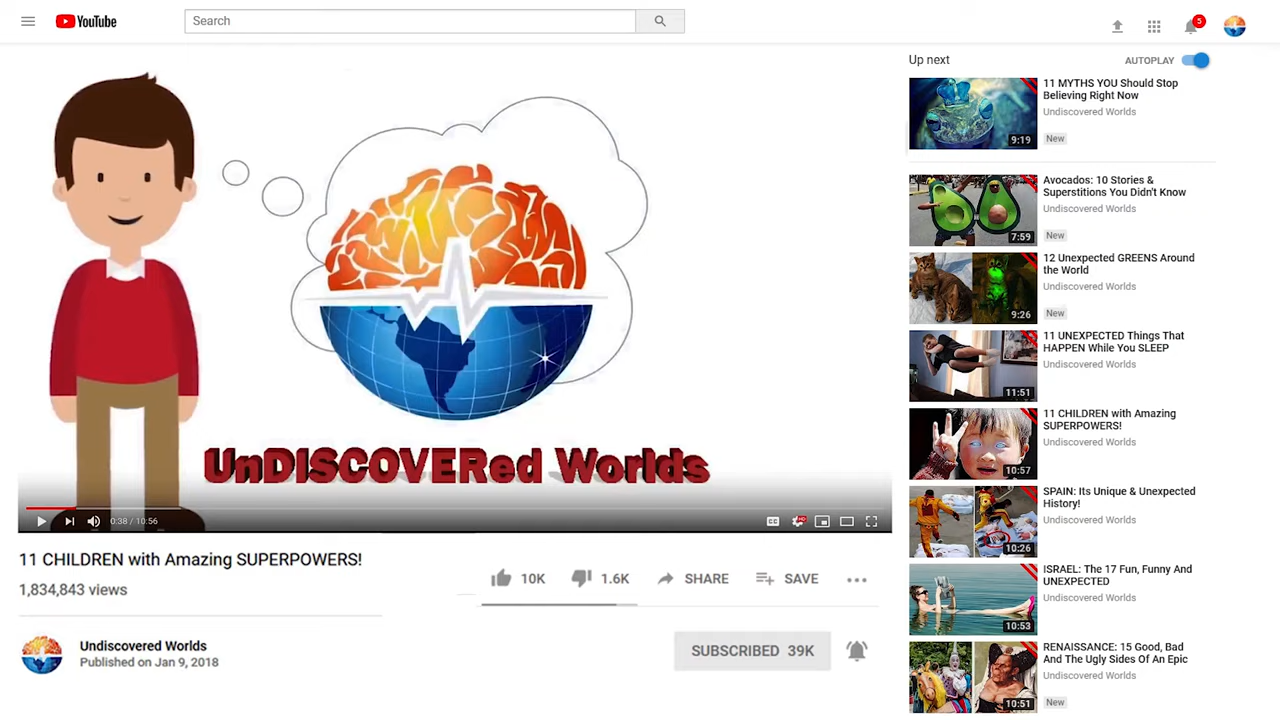 YouTube
Search
5
UnDISCOVERed Worlds
0:38 / 10:56
CC
HD
11 CHILDREN with Amazing SUPERPOWERS!
1,834,843 views
10K
1.6K
SHARE
SAVE
Undiscovered Worlds
Published on Jan 9, 2018
SUBSCRIBED 39K
Up next
AUTOPLAY
9:19
11 MYTHS YOU Should Stop
Believing Right Now
Undiscovered Worlds
New
7:59
Avocados: 10 Stories &
Superstitions You Didn't Know
Undiscovered Worlds
New
9:26
12 Unexpected GREENS Around
the World
Undiscovered Worlds
New
11:51
11 UNEXPECTED Things That
HAPPEN While You SLEEP
Undiscovered Worlds
10:57
11 CHILDREN with Amazing
SUPERPOWERS!
Undiscovered Worlds
10:26
SPAIN: Its Unique & Unexpected
History!
Undiscovered Worlds
10:53
ISRAEL: The 17 Fun, Funny And
UNEXPECTED
Undiscovered Worlds
10:51
RENAISSANCE: 15 Good, Bad
And The Ugly Sides Of An Epic
Undiscovered Worlds
New